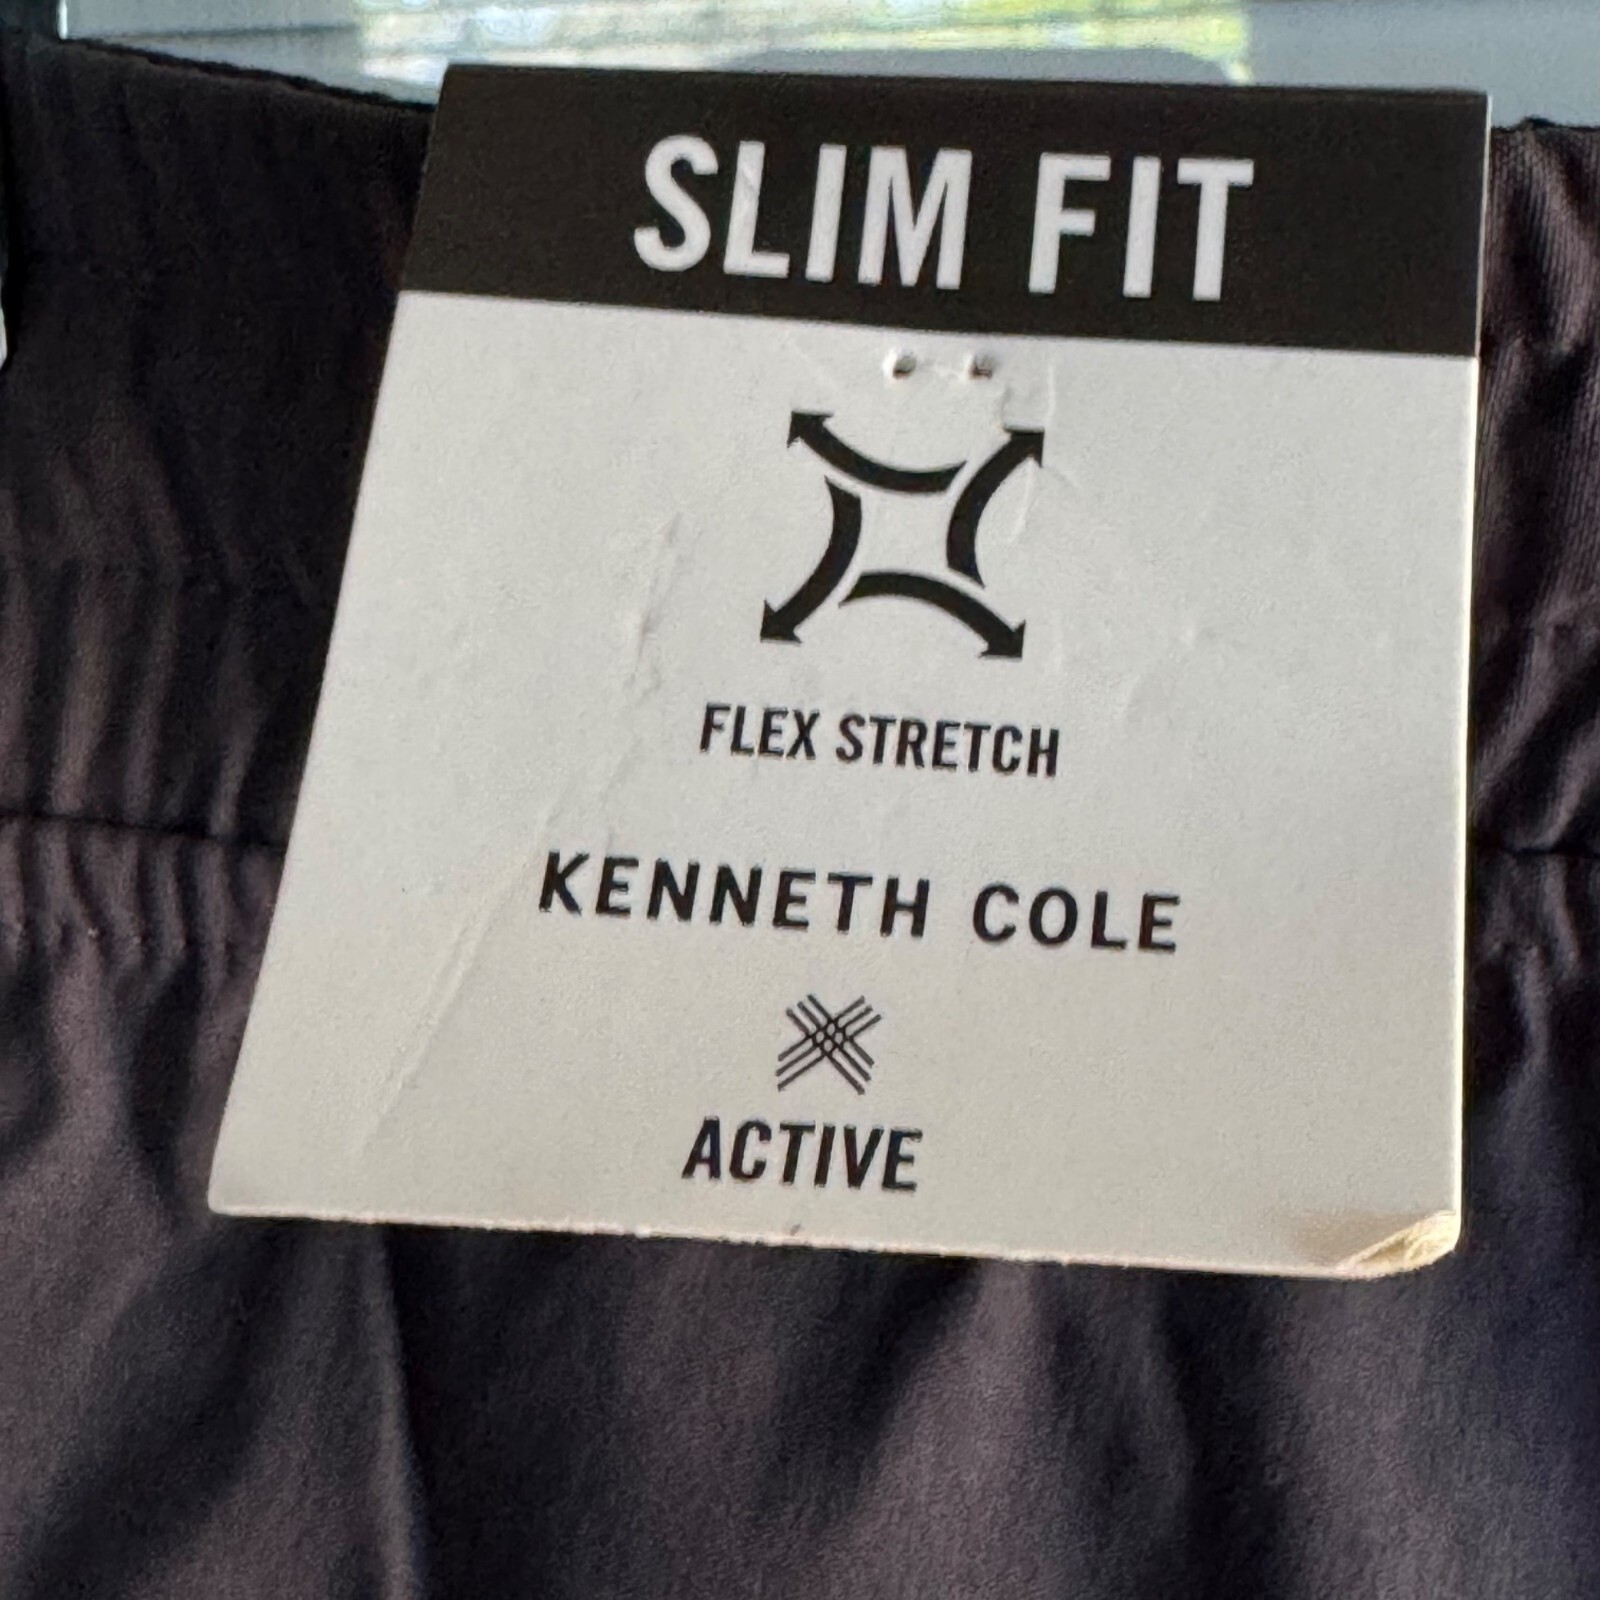 SLIM FIT
FLEX STRETCH
KENNETH COLE
ACTIVE